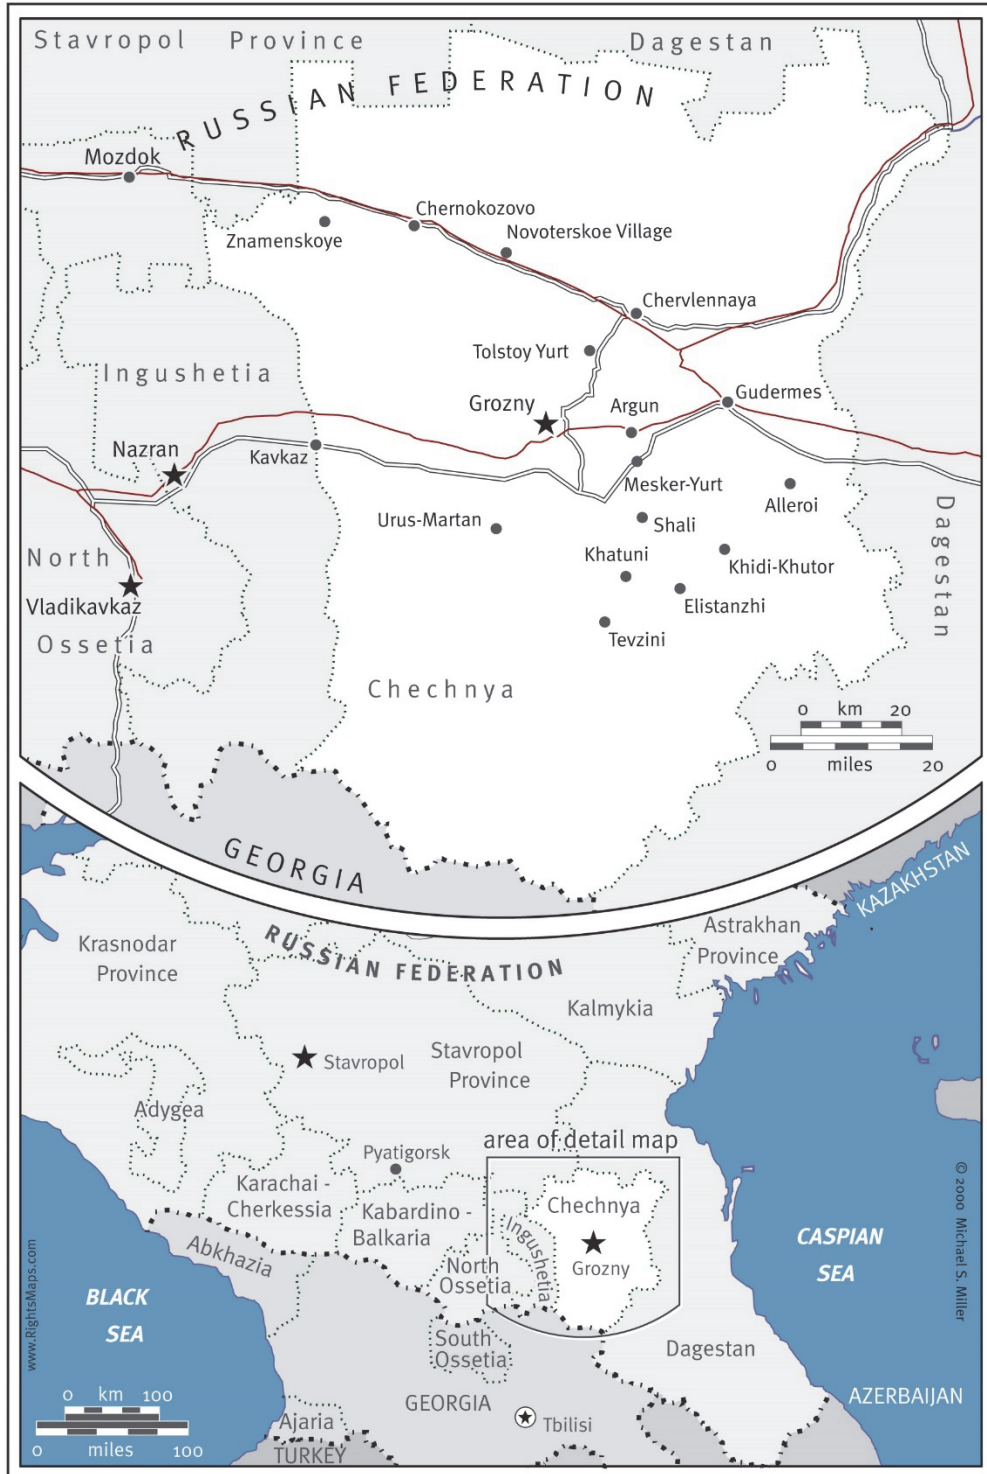 Stavropol Province
Dagestan
RUSSIAN FEDERATION
Mozdok
Chernokozovo
Znamenskoye
Novoterskoe Village
Chervlennaya
Tolstoy Yurt
Ingushetia
Grozny
Argun
Gudermes
Nazran
Kavkaz
Mesker-Yurt
Alleroi
Urus-Martan
Shali
Dagestan
North
Ossetia
Khatuni
Khidi-Khutor
Vladikavkaz
Elistanzhi
Tevzini
Chechnya
0 km 20
0 miles 20
GEORGIA
KAZAKHSTAN
Astrakhan
Province
Krasnodar
Province
RUSSIAN FEDERATION
Kalmykia
Stavropol
Stavropol
Province
Adygea
area of detail map
Pyatigorsk
Karachai -
Cherkessia
Kabardino -
Balkaria
Chechnya
Ingushetia
Grozny
Abkhazia
North
Ossetia
CASPIAN
SEA
© 2000 Michael S. Miller
www.RightsMaps.com
BLACK
SEA
South
Ossetia
Dagestan
GEORGIA
AZERBAIJAN
0 km 100
0 miles 100
Ajaria
Tbilisi
TURKEY